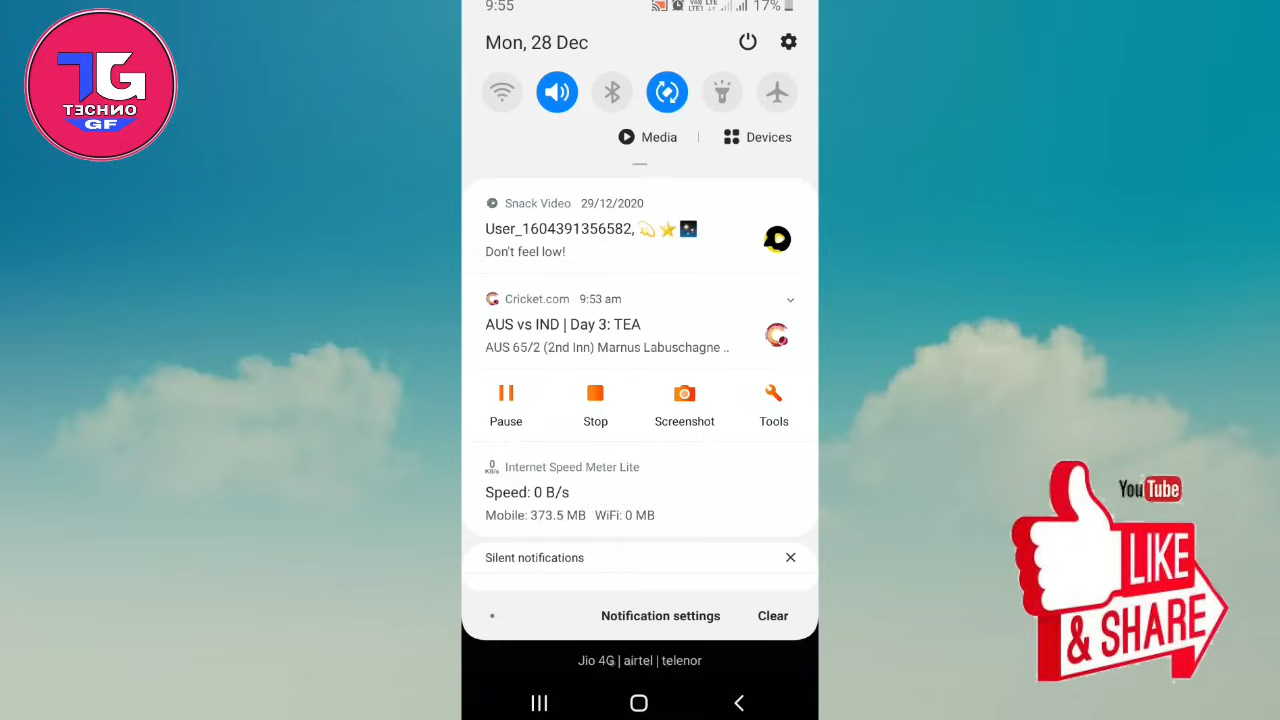 TG
TECHNO
GF
9:55
17%
Mon, 28 Dec
Media
Devices
Snack Video 29/12/2020
User_1604391356582, 💫⭐🌃
Don't feel low!
Cricket.com 9:53 am
AUS vs IND | Day 3: TEA
AUS 65/2 (2nd Inn) Marnus Labuschagne ..
Pause
Stop
Screenshot
Tools
0
KB/s
Internet Speed Meter Lite
Speed: 0 B/s
Mobile: 373.5 MB WiFi: 0 MB
Silent notifications
Notification settings
Clear
Jio 4G | airtel | telenor
YouTube
LIKE
& SHARE